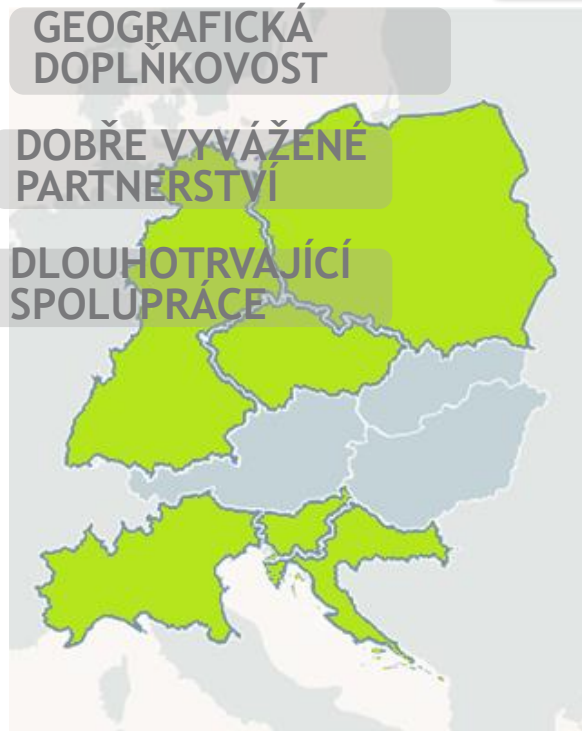 GEOGRAFICKÁ
DOPLŇKOVOST
DOBŘE VYVÁŽENÉ
PARTNERSTVÍ
DLOUHOTRVAJÍCÍ
SPOLUPRÁCE